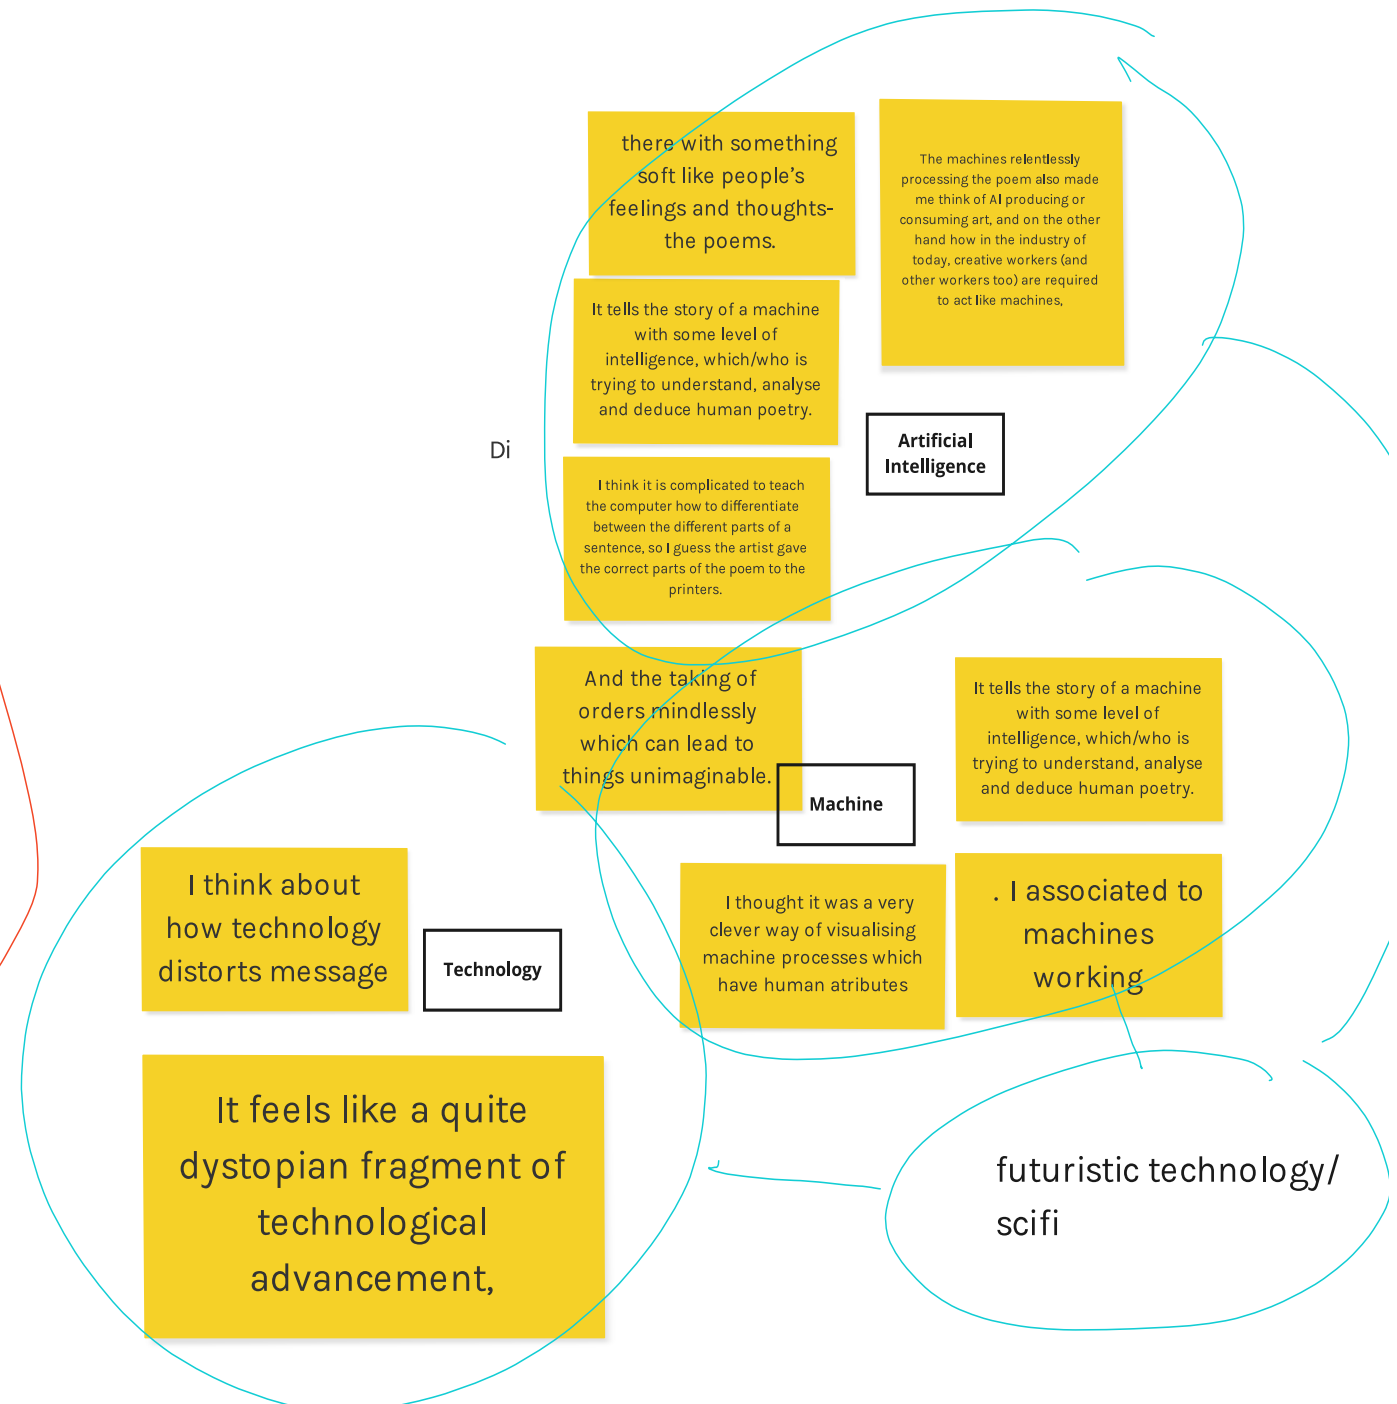 there with something
soft like people’s
feelings and thoughts-
the poems.
The machines relentlessly
processing the poem also made
me think of AI producing or
consuming art, and on the other
hand how in the industry of
today, creative workers (and
other workers too) are required
to act like machines,
It tells the story of a machine
with some level of
intelligence, which/who is
trying to understand, analyse
and deduce human poetry.
Artificial
Intelligence
Di
I think it is complicated to teach
the computer how to differentiate
between the different parts of a
sentence, so I guess the artist gave
the correct parts of the poem to the
printers.
And the taking of
orders mindlessly
which can lead to
things unimaginable.
Machine
It tells the story of a machine
with some level of
intelligence, which/who is
trying to understand, analyse
and deduce human poetry.
I thought it was a very
clever way of visualising
machine processes which
have human atributes
. I associated to
machines
working
I think about
how technology
distorts message
Technology
It feels like a quite
dystopian fragment of
technological
advancement,
futuristic technology/
scifi